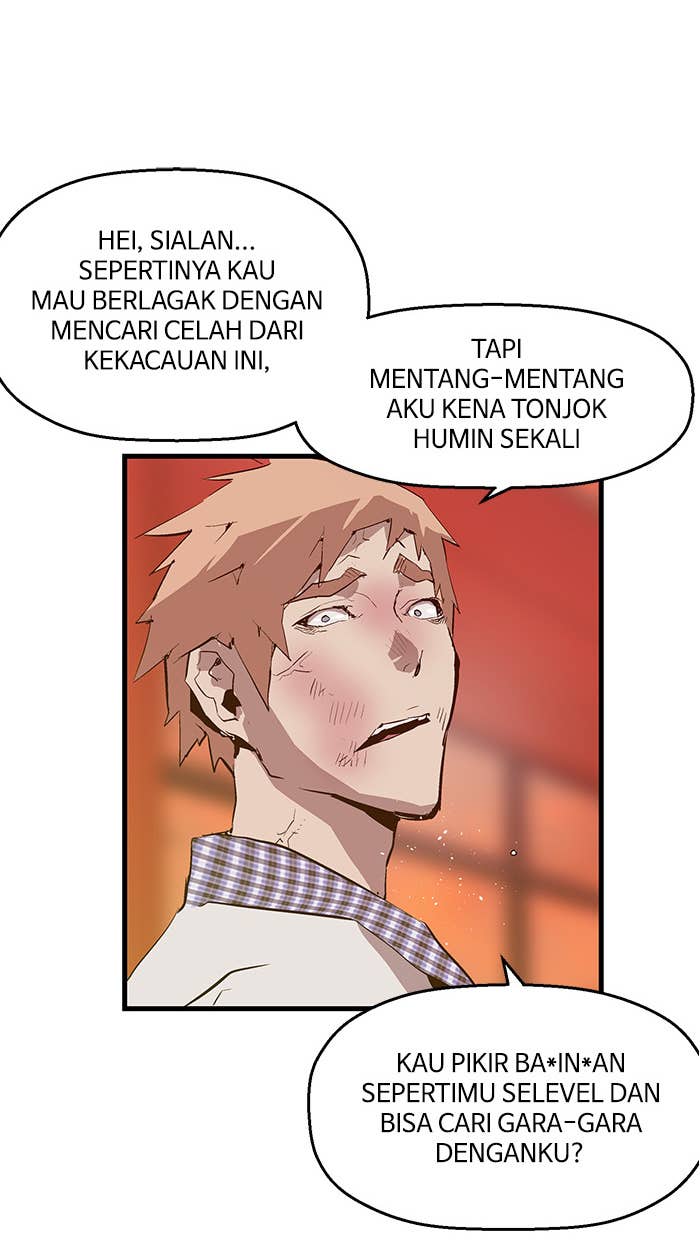 HEI, SIALAN...
SEPERTINYA KAU
MAU BERLAGAK DENGAN
MENCARI CELAH DARI
KEKACAUAN INI,
TAPI
MENTANG-MENTANG
AKU KENA TONJOK
HUMIN SEKALI
KAU PIKIR BA*IN*AN
SEPERTIMU SELEVEL DAN
BISA CARI GARA-GARA
DENGANKU?